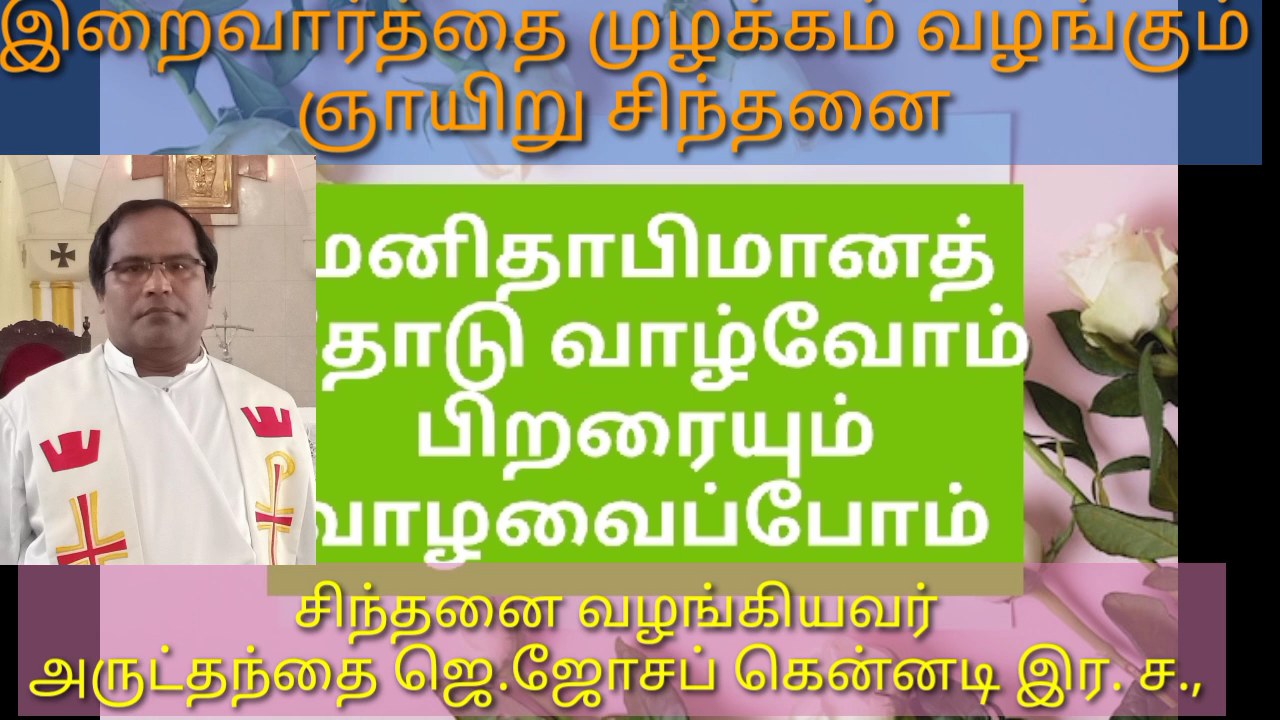 இறைவார்த்தை முழக்கம் வழங்கும்
ஞாயிறு சிந்தனை
மனிதாபிமானத்
தோடு வாழ்வோம்
பிறரையும்
வாழவைப்போம்
சிந்தனை வழங்கியவர்
அருட்தந்தை ஜெ.ஜோசப் கென்னடி இர. ச.,